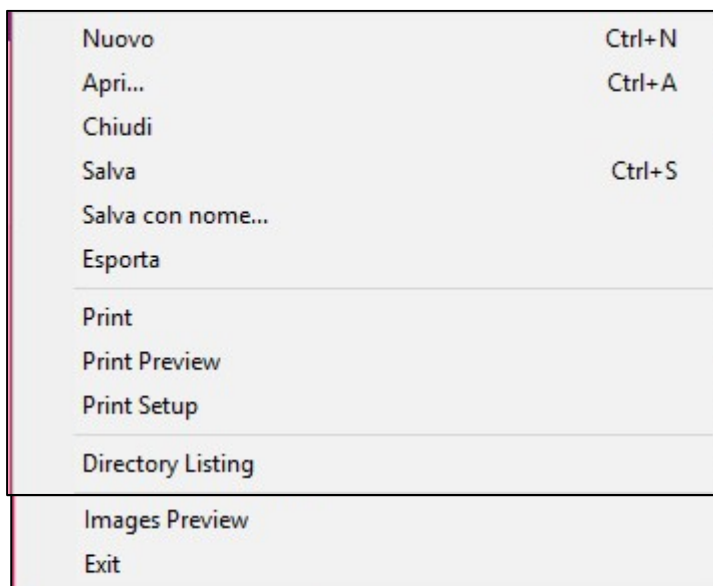 Nuovo Ctrl+N
Apri... Ctrl+A
Chiudi
Salva Ctrl+S
Salva con nome...
Esporta
Print
Print Preview
Print Setup
Directory Listing
Images Preview
Exit